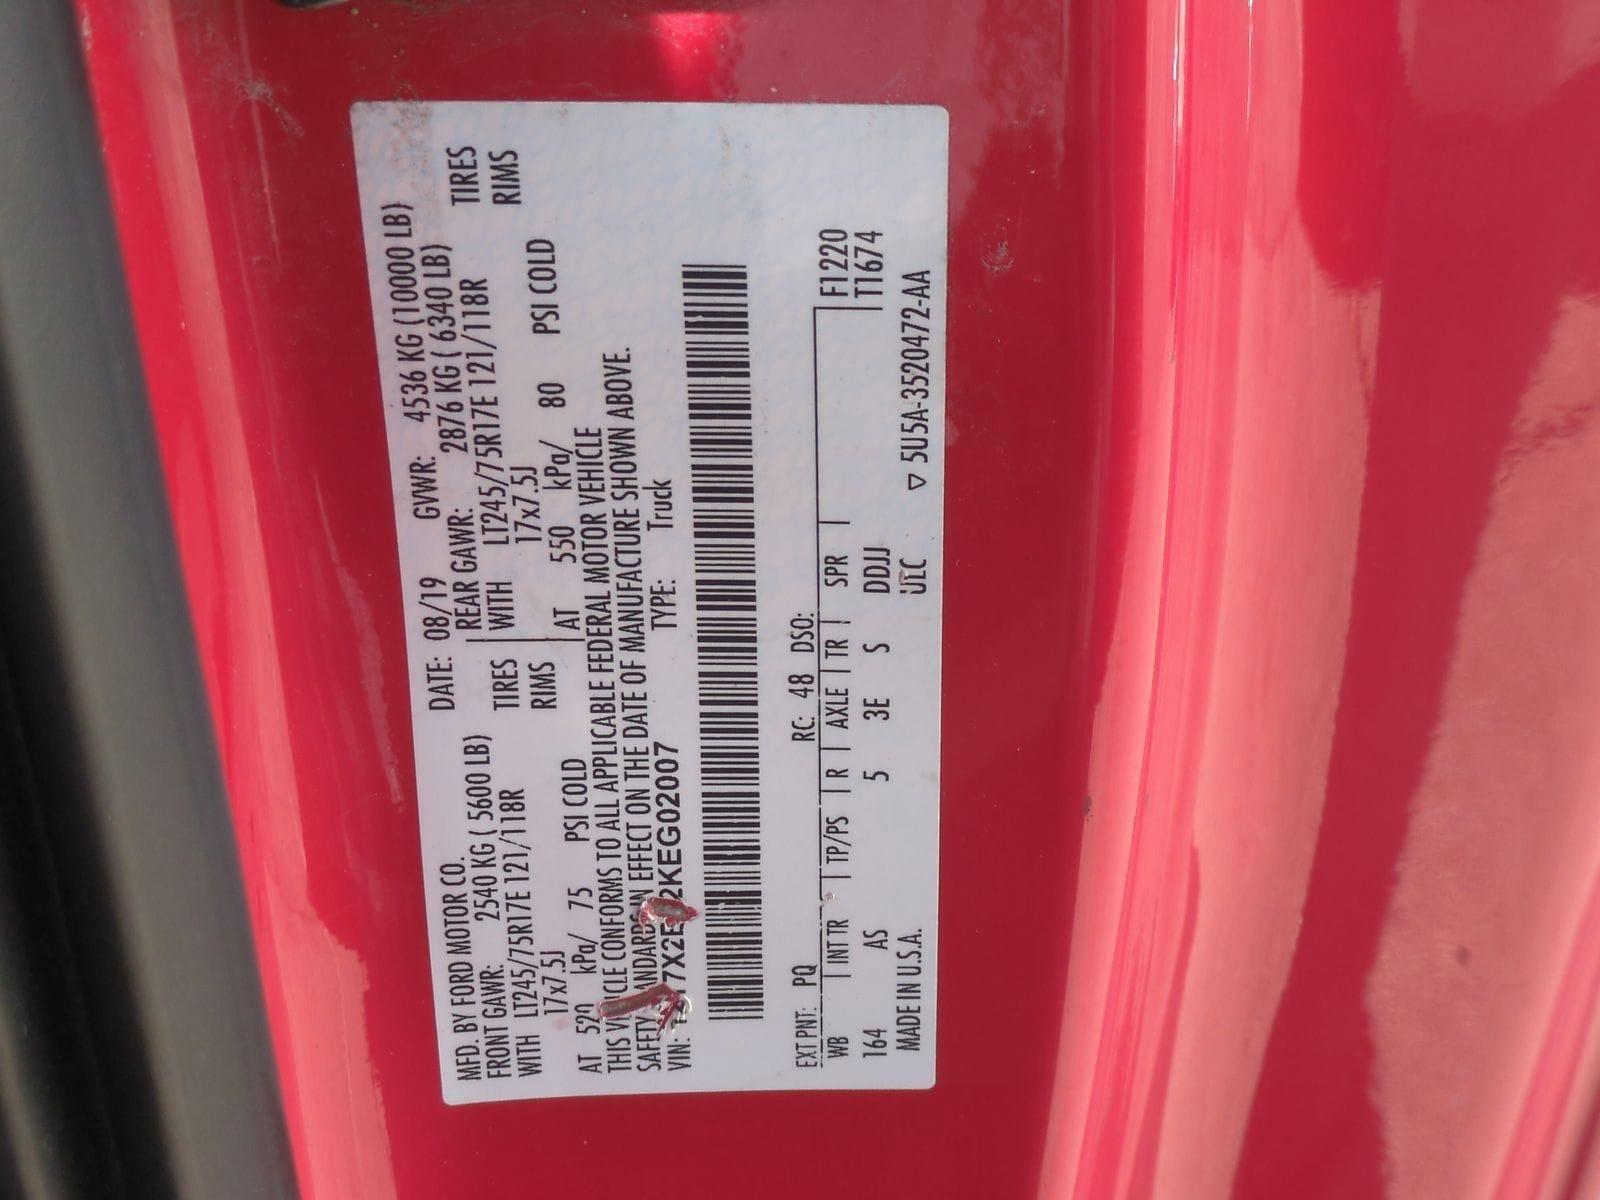 MFD. BY FORD MOTOR CO. DATE: 08/19 GVWR: 4536 KG (10000 LB)
FRONT GAWR: 2540 KG ( 5600 LB) REAR GAWR: 2876 KG ( 6340 LB)
WITH LT245/75R17E 121/118R TIRES WITH LT245/75R17E 121/118R TIRES
17x7.5J RIMS 17x7.5J RIMS
AT 520 kPa/ 75 PSI COLD AT 550 kPa/ 80 PSI COLD
THIS VEHICLE CONFORMS TO ALL APPLICABLE FEDERAL MOTOR VEHICLE
SAFETY STANDARDS IN EFFECT ON THE DATE OF MANUFACTURE SHOWN ABOVE.
VIN: 7X2 2KEG02007 TYPE: Truck
EXT PNT: PQ RC: 48 DSO:
WB INT TR TP/PS R AXLE TR SPR F1220
164 AS 5 3E S DDJJ T1674
MADE IN U.S.A. ▽ 5U5A-3520472-AA